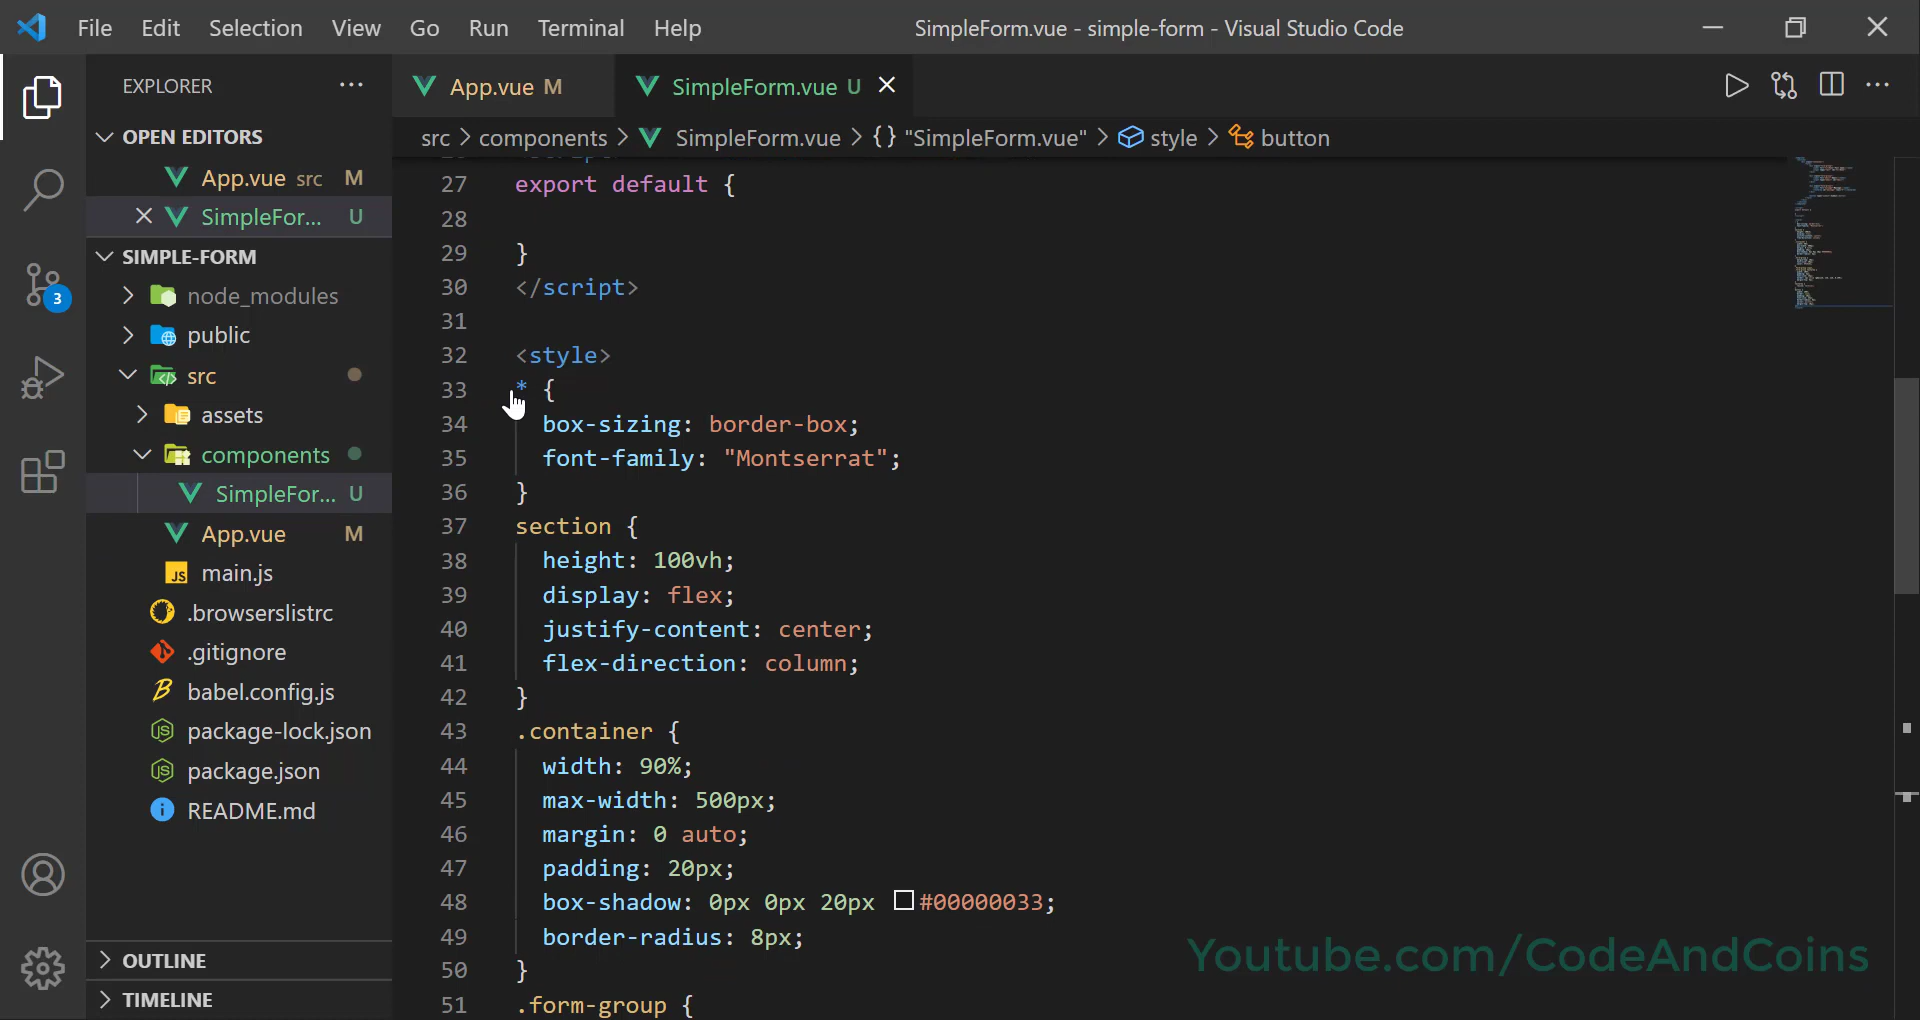 File Edit Selection View Go Run Terminal Help SimpleForm.vue - simple-form - Visual Studio Code
EXPLORER
App.vue M
SimpleForm.vue U
OPEN EDITORS
src > components > SimpleForm.vue > {} "SimpleForm.vue" > style > button
App.vue src M
SimpleFor... U
SIMPLE-FORM
node_modules
public
src
assets
components
SimpleFor... U
App.vue M
main.js
.browserslistrc
.gitignore
babel.config.js
package-lock.json
package.json
README.md
OUTLINE
TIMELINE
3
27 export default {
28
29 }
30 </script>
31
32 <style>
33 * {
34 box-sizing: border-box;
35 font-family: "Montserrat";
36 }
37 section {
38 height: 100vh;
39 display: flex;
40 justify-content: center;
41 flex-direction: column;
42 }
43 .container {
44 width: 90%;
45 max-width: 500px;
46 margin: 0 auto;
47 padding: 20px;
48 box-shadow: 0px 0px 20px #00000033;
49 border-radius: 8px;
50 }
51 .form-group {
Youtube.com/CodeAndCoins